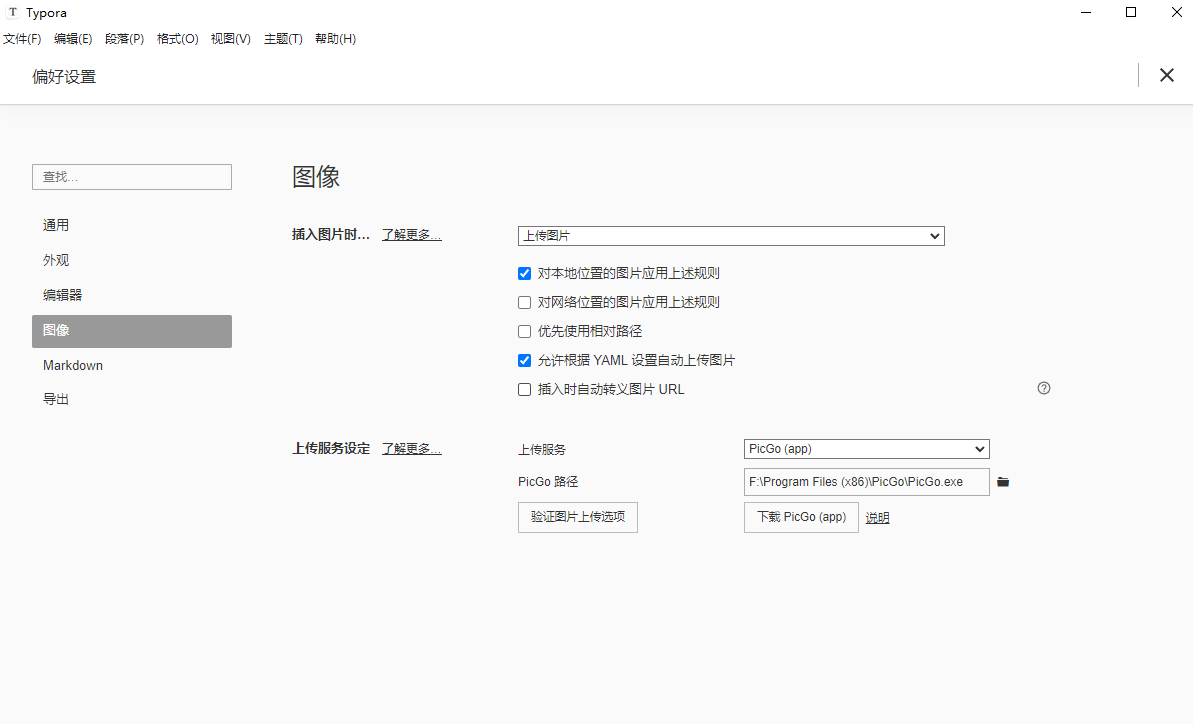 T Typora
文件(F) 编辑(E) 段落(P) 格式(O) 视图(V) 主题(T) 帮助(H)
偏好设置
查找...
通用
外观
编辑器
图像
Markdown
导出
图像
插入图片时... 了解更多...
上传图片
对本地位置的图片应用上述规则
对网络位置的图片应用上述规则
优先使用相对路径
允许根据 YAML 设置自动上传图片
插入时自动转义图片 URL
上传服务设定 了解更多...
上传服务 PicGo (app)
PicGo 路径 F:\Program Files (x86)\PicGo\PicGo.exe
验证图片上传选项 下载 PicGo (app) 说明